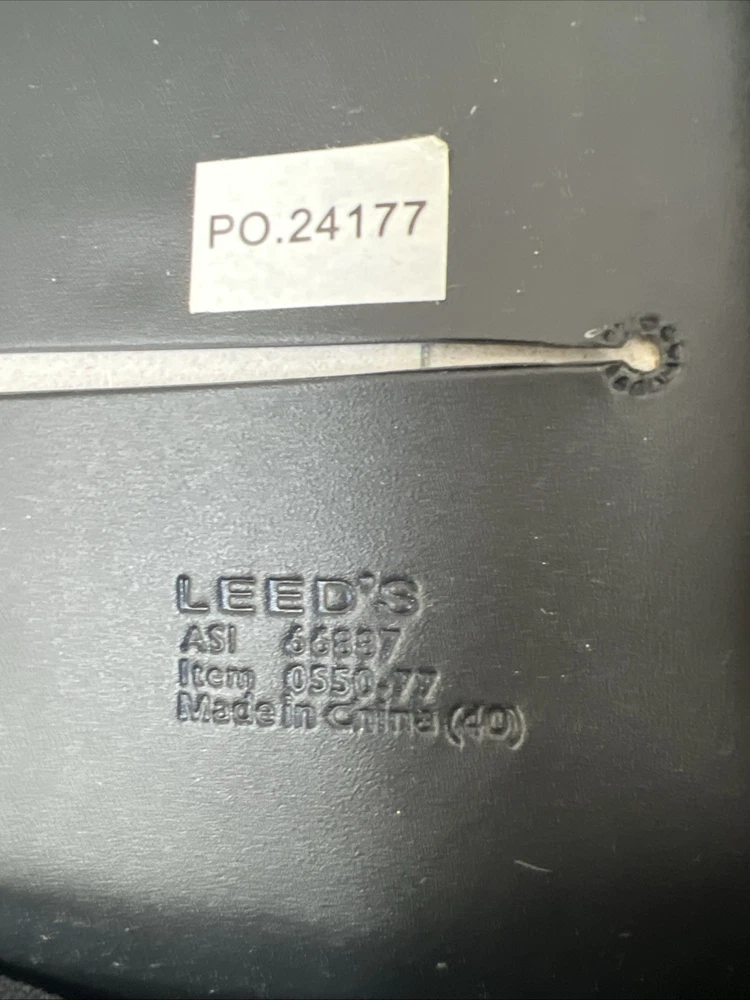 PO.24177
LEED'S
ASI 66887
Item 0550-77
Made in China (40)